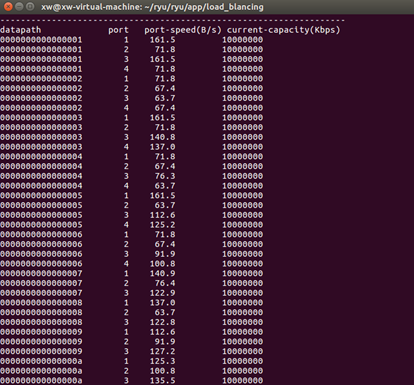 xw@xw-virtual-machine: ~/ryu/ryu/app/load_blancing
----------------------------------------------------------------------
datapath port port-speed(B/s) current-capacity(Kbps)
0000000000000001 1 161.5 10000000
0000000000000001 2 71.8 10000000
0000000000000001 3 161.5 10000000
0000000000000001 4 71.8 10000000
0000000000000002 1 71.8 10000000
0000000000000002 2 67.4 10000000
0000000000000002 3 63.7 10000000
0000000000000002 4 67.4 10000000
0000000000000003 1 161.5 10000000
0000000000000003 2 71.8 10000000
0000000000000003 3 140.8 10000000
0000000000000003 4 137.0 10000000
0000000000000004 1 71.8 10000000
0000000000000004 2 67.4 10000000
0000000000000004 3 76.3 10000000
0000000000000004 4 63.7 10000000
0000000000000005 1 161.5 10000000
0000000000000005 2 63.7 10000000
0000000000000005 3 112.6 10000000
0000000000000005 4 125.2 10000000
0000000000000006 1 71.8 10000000
0000000000000006 2 67.4 10000000
0000000000000006 3 91.9 10000000
0000000000000006 4 100.8 10000000
0000000000000007 1 140.9 10000000
0000000000000007 2 76.4 10000000
0000000000000007 3 122.9 10000000
0000000000000008 1 137.0 10000000
0000000000000008 2 63.7 10000000
0000000000000008 3 122.8 10000000
0000000000000009 1 112.6 10000000
0000000000000009 2 91.9 10000000
0000000000000009 3 127.2 10000000
000000000000000a 1 125.3 10000000
000000000000000a 2 100.8 10000000
000000000000000a 3 135.5 10000000